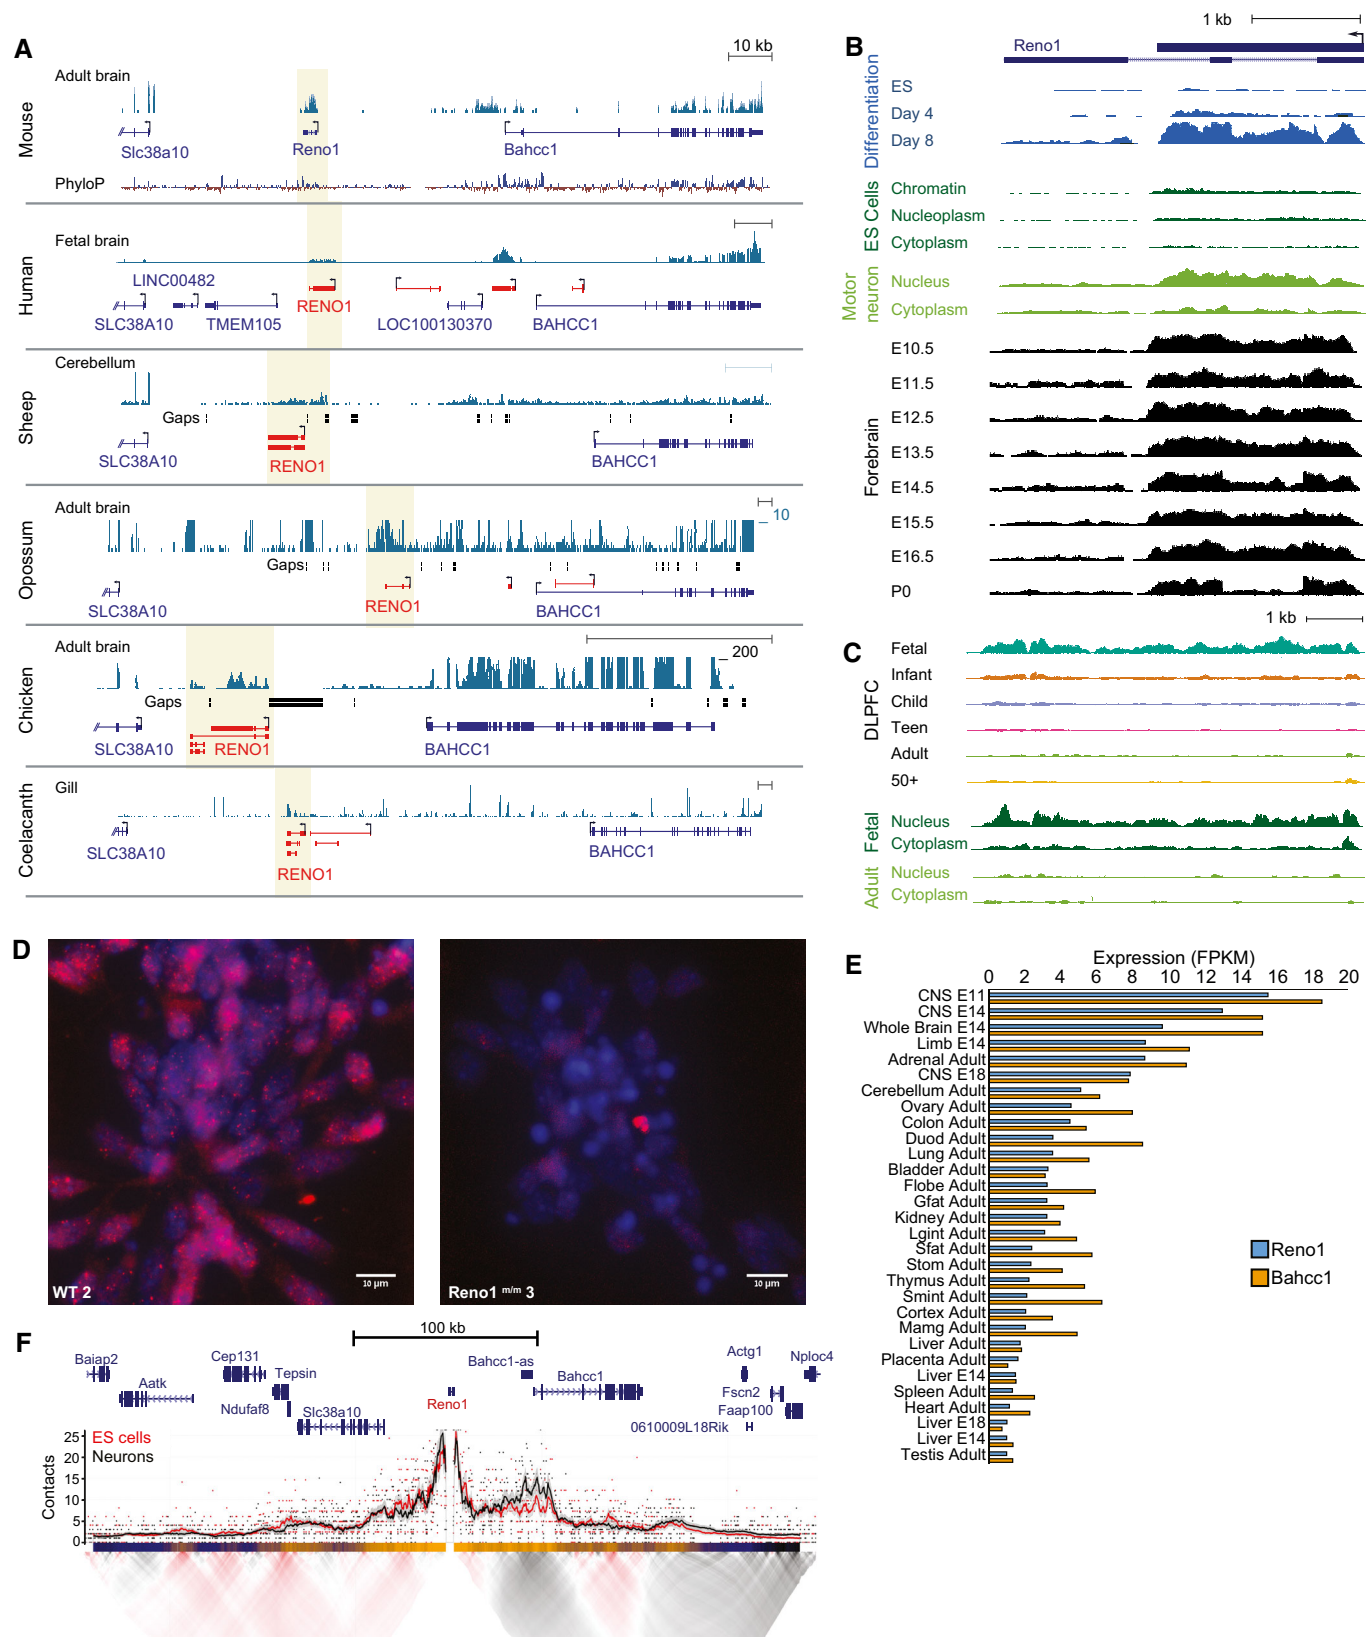 A
10 kb
Mouse
Adult brain
Slc38a10
Reno1
Bahcc1
PhyloP
Human
Fetal brain
LINC00482
SLC38A10
TMEM105
RENO1
LOC100130370
BAHCC1
Sheep
Cerebellum
Gaps
SLC38A10
RENO1
BAHCC1
Opossum
Adult brain
10
Gaps
SLC38A10
RENO1
BAHCC1
Chicken
Adult brain
200
Gaps
SLC38A10
RENO1
BAHCC1
Coelacanth
Gill
SLC38A10
RENO1
BAHCC1
B
1 kb
Reno1
Differentiation
ES
Day 4
Day 8
ES Cells
Chromatin
Nucleoplasm
Cytoplasm
Motor neuron
Nucleus
Cytoplasm
Forebrain
E10.5
E11.5
E12.5
E13.5
E14.5
E15.5
E16.5
P0
C
1 kb
DLPFC
Fetal
Infant
Child
Teen
Adult
50+
Fetal
Nucleus
Cytoplasm
Adult
Nucleus
Cytoplasm
D
WT 2
10 µm
Reno1 m/m 3
10 µm
E
Expression (FPKM)
0 2 4 6 8 10 12 14 16 18 20
CNS E11
CNS E14
Whole Brain E14
Limb E14
Adrenal Adult
CNS E18
Cerebellum Adult
Ovary Adult
Colon Adult
Duod Adult
Lung Adult
Bladder Adult
Flobe Adult
Gfat Adult
Kidney Adult
Lgint Adult
Sfat Adult
Stom Adult
Thymus Adult
Smint Adult
Cortex Adult
Mamg Adult
Liver Adult
Placenta Adult
Liver E14
Spleen Adult
Heart Adult
Liver E18
Liver E14
Testis Adult
Reno1
Bahcc1
F
100 kb
Baiap2
Aatk
Cep131
Tepsin
Ndufaf8
Slc38a10
Reno1
Bahcc1-as
Bahcc1
0610009L18Rik
Actg1
Fscn2
Faap100
Nploc4
ES cells
Neurons
Contacts
25
20
15
10
5
0